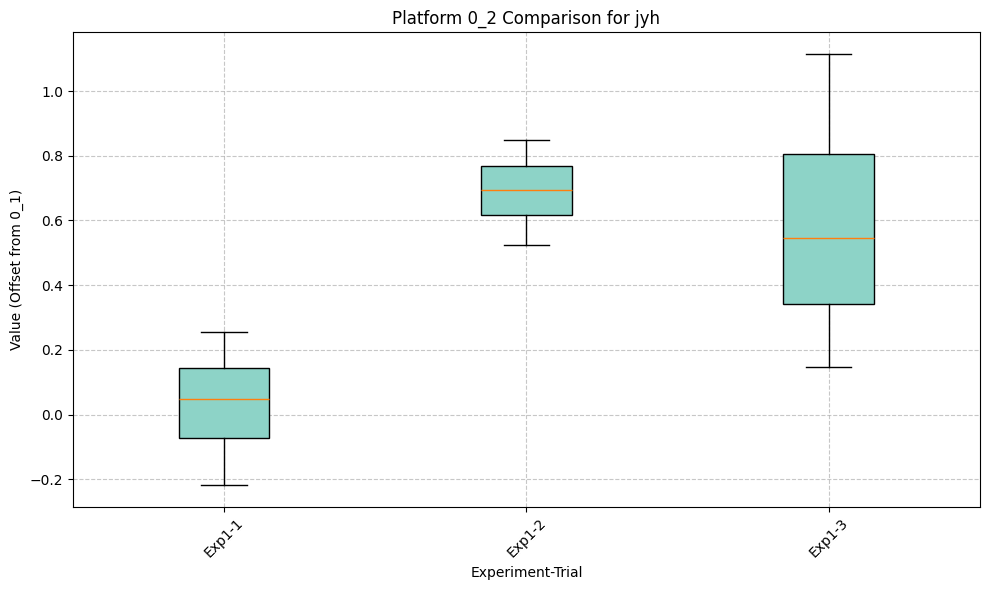 Platform 0_2 Comparison for jyh
Value (Offset from 0_1)
1.0
0.8
0.6
0.4
0.2
0.0
−0.2
Exp1-1
Exp1-2
Exp1-3
Experiment-Trial